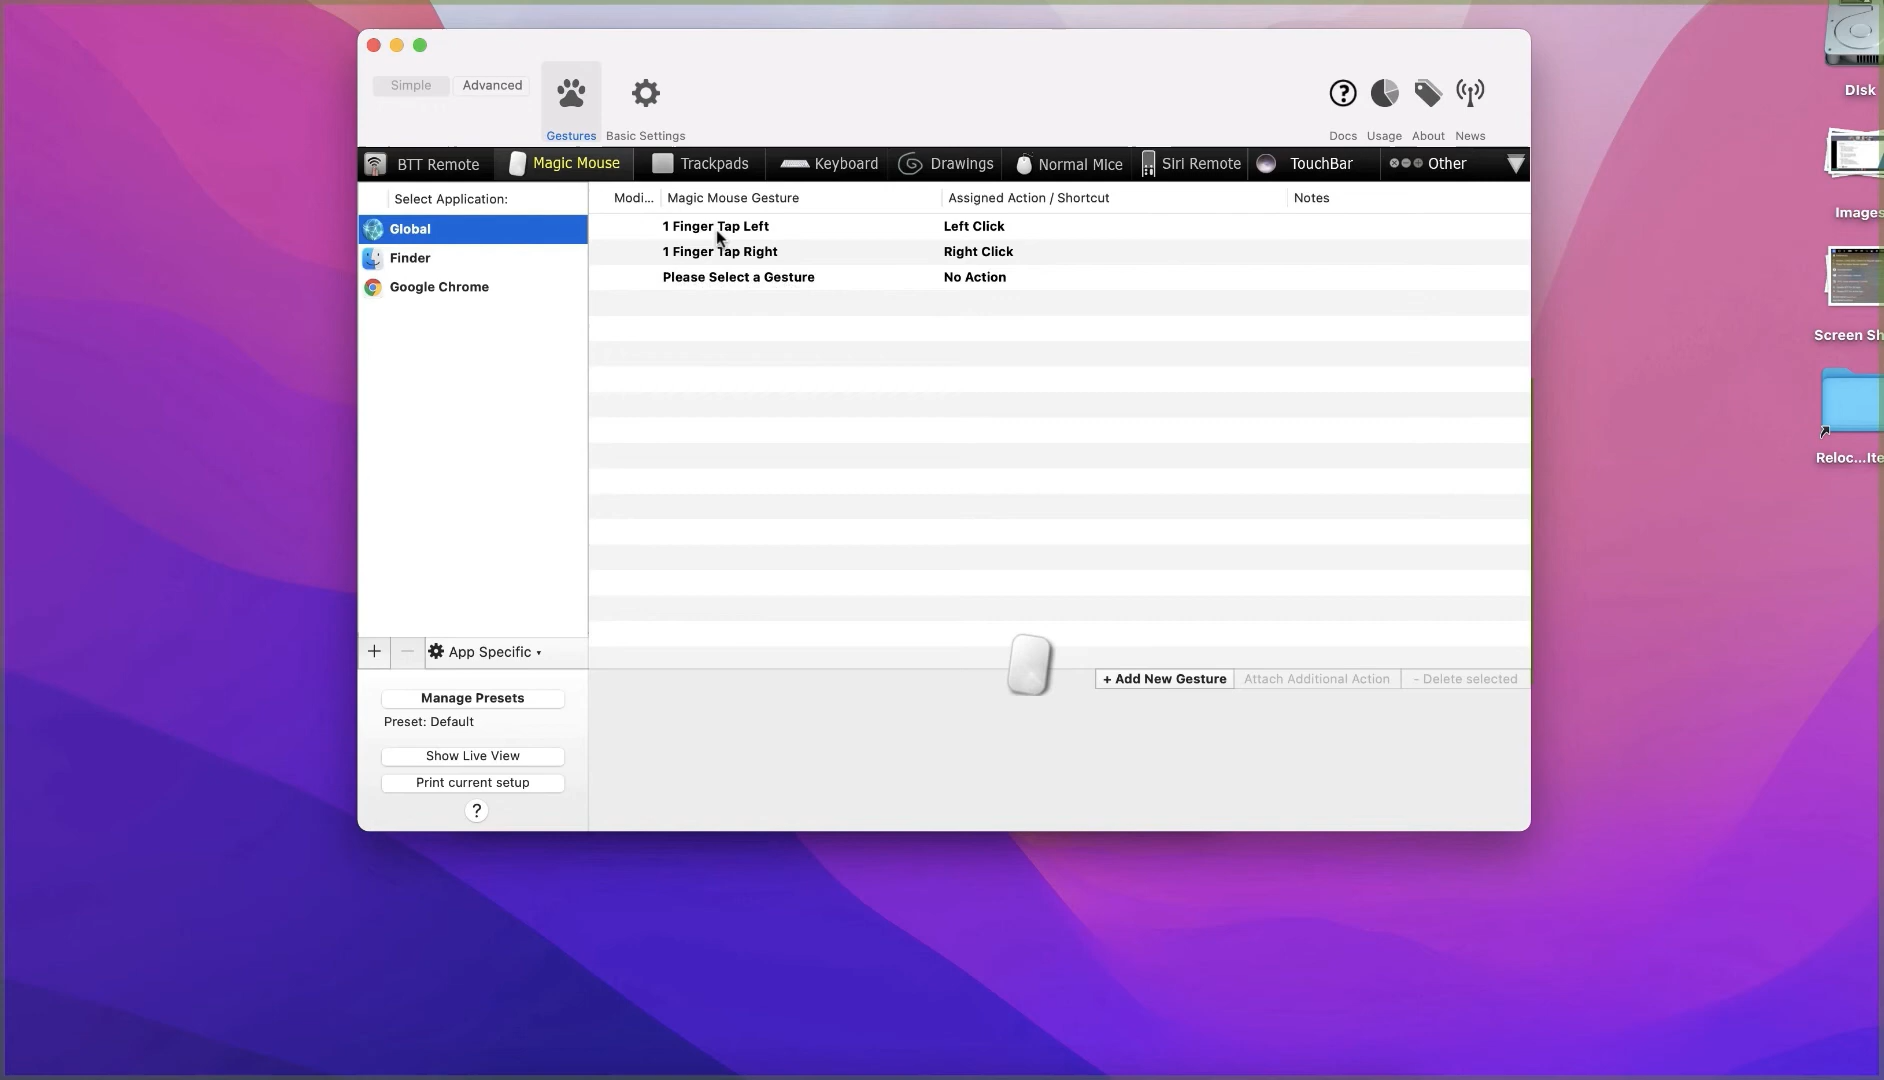 Simple
Advanced
Gestures
Basic Settings
Docs
Usage
About
News
BTT Remote
Magic Mouse
Trackpads
Keyboard
Drawings
Normal Mice
Siri Remote
TouchBar
Other
Select Application:
Modi...
Magic Mouse Gesture
Assigned Action / Shortcut
Notes
Global
Finder
Google Chrome
1 Finger Tap Left
Left Click
1 Finger Tap Right
Right Click
Please Select a Gesture
No Action
+
−
App Specific
+ Add New Gesture
Attach Additional Action
- Delete selected
Manage Presets
Preset: Default
Show Live View
Print current setup
?
DIsk
Images
Screen Sh
Reloc...Ite